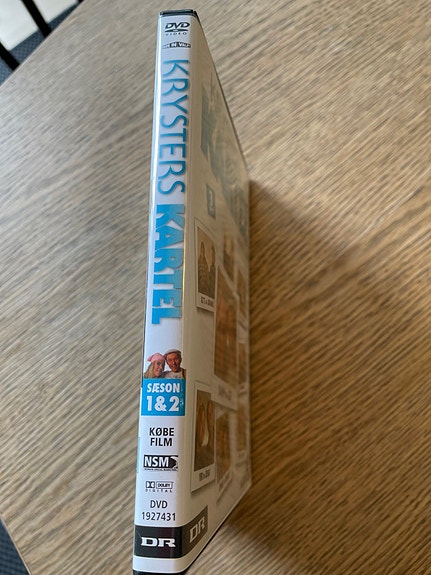 DVD
VIDEO
KRYSTERS KARTEL
SÆSON
1&2
KØBE
FILM
NSM
DOLBY
DIGITAL
DVD
1927431
DR